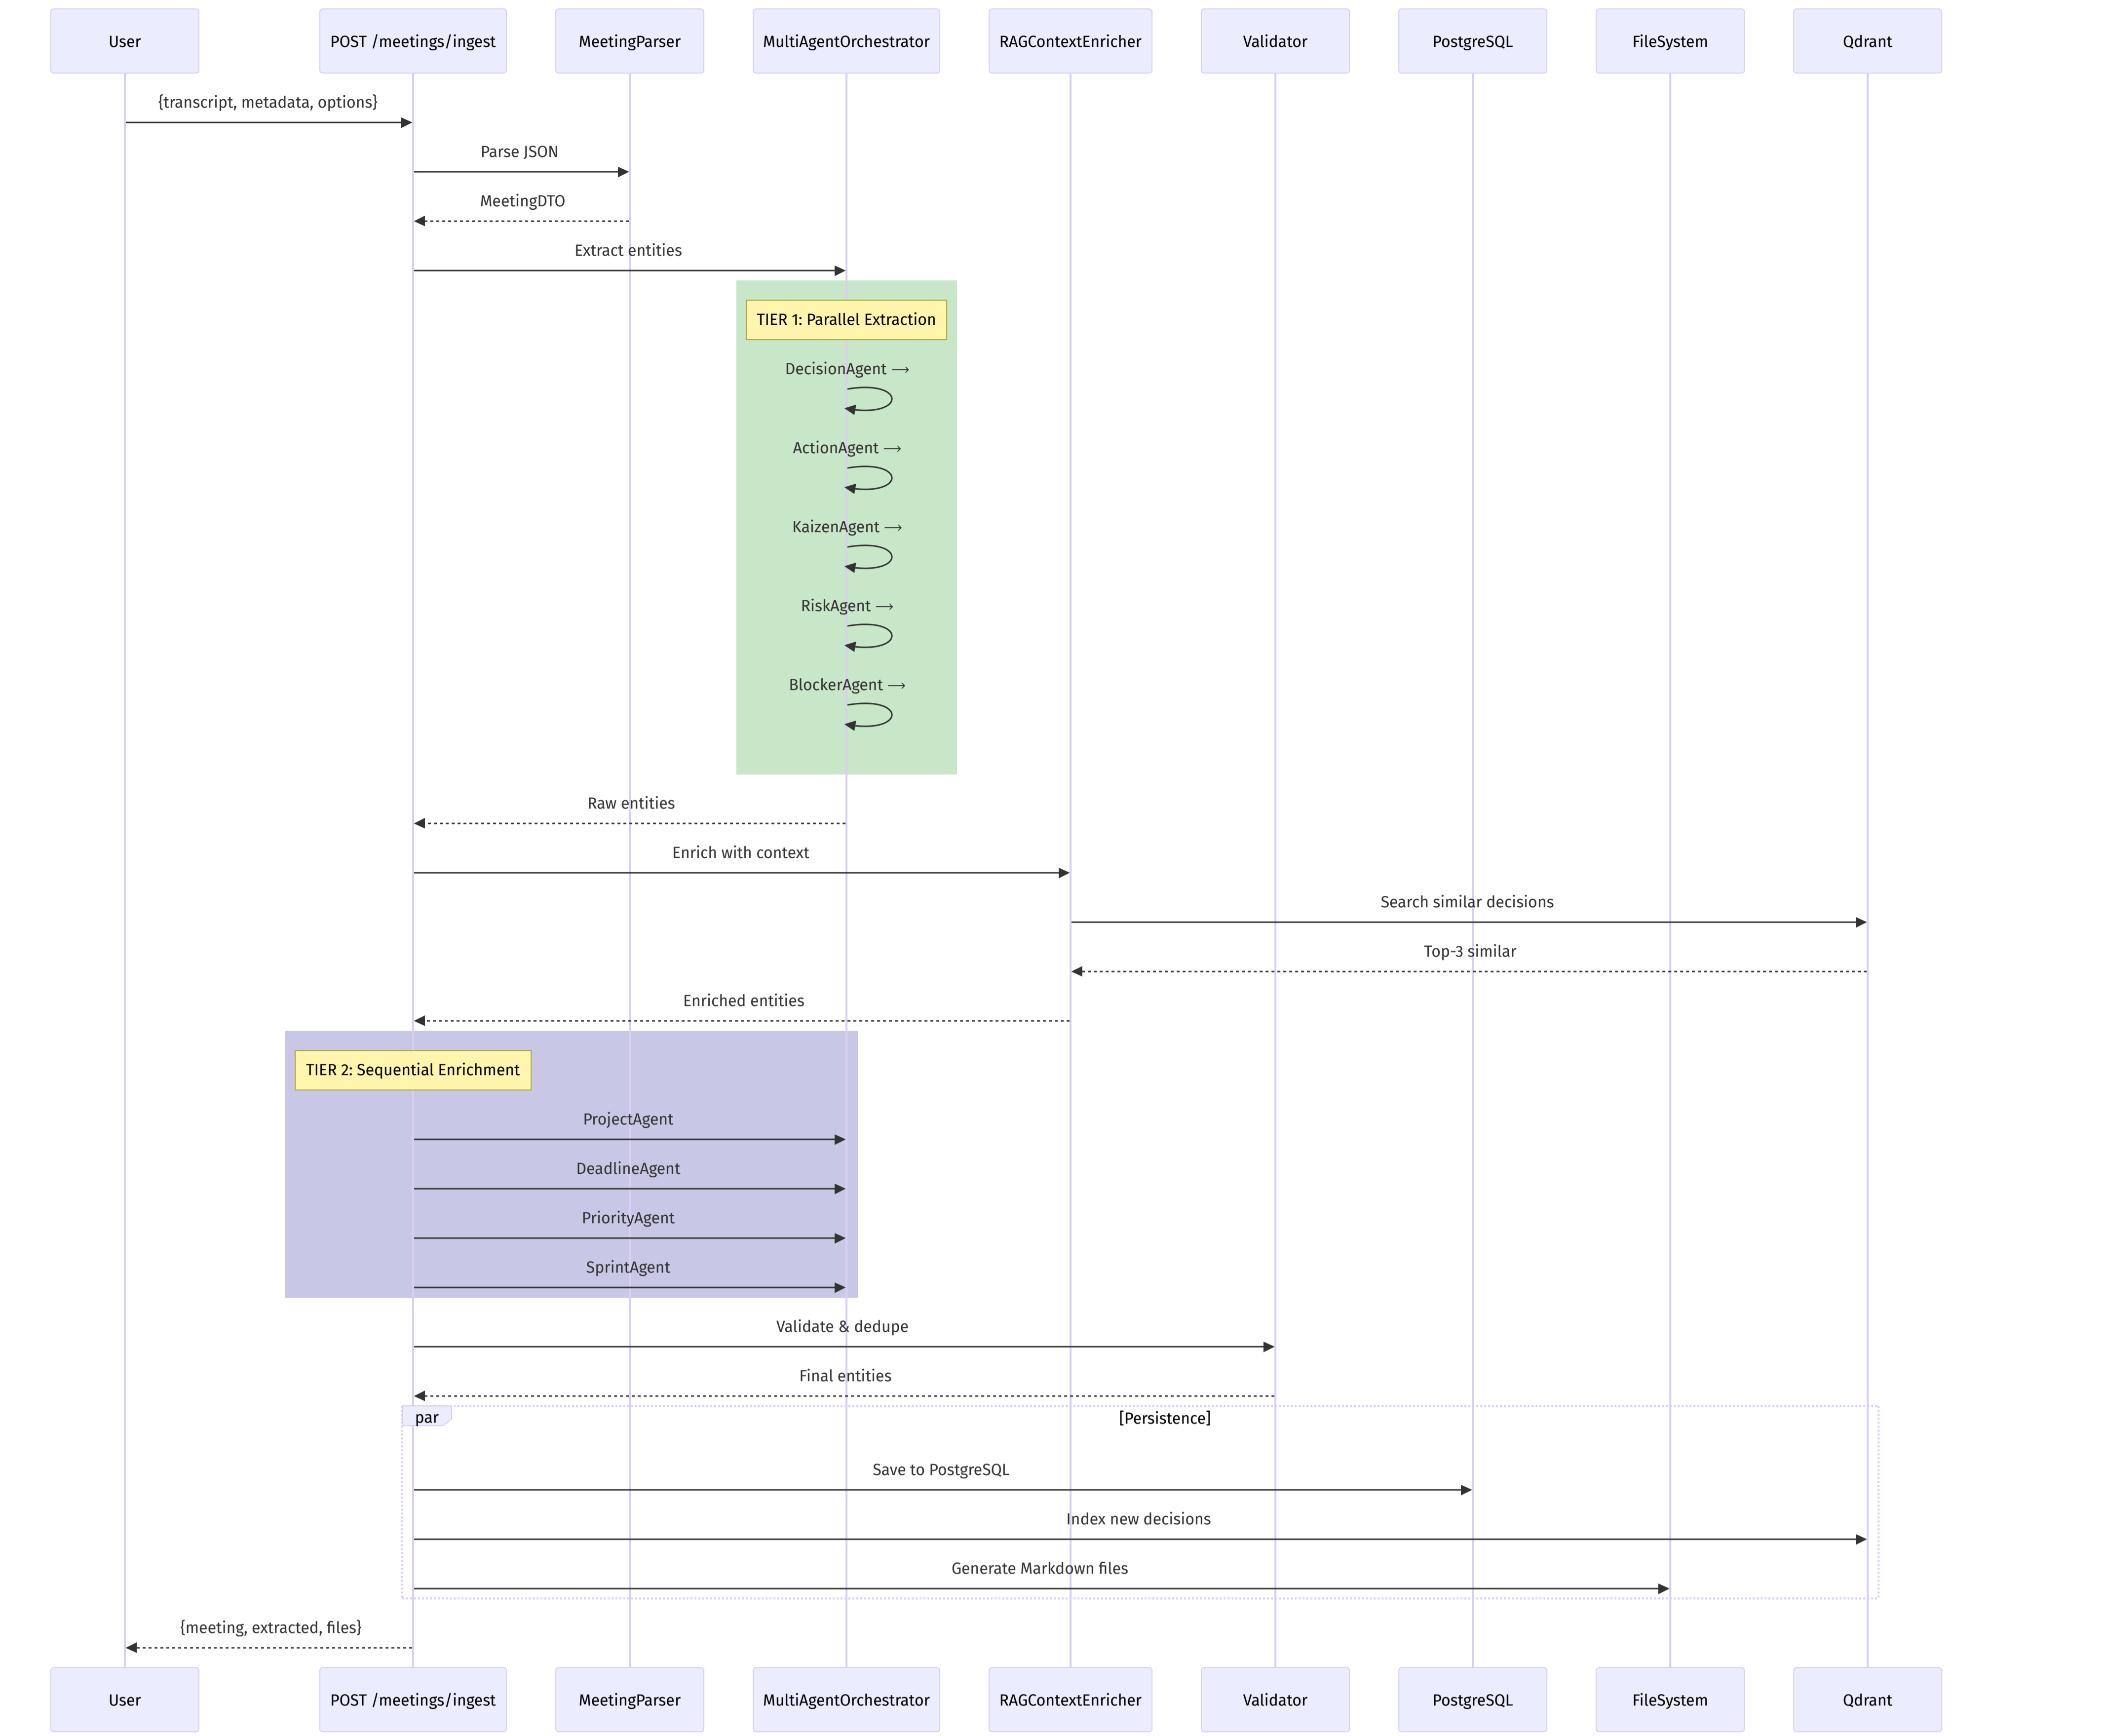 User
POST /meetings/ingest
MeetingParser
MultiAgentOrchestrator
RAGContextEnricher
Validator
PostgreSQL
FileSystem
Qdrant
{transcript, metadata, options}
Parse JSON
MeetingDTO
Extract entities
TIER 1: Parallel Extraction
DecisionAgent ⟶
ActionAgent ⟶
KaizenAgent ⟶
RiskAgent ⟶
BlockerAgent ⟶
Raw entities
Enrich with context
Search similar decisions
Top-3 similar
Enriched entities
TIER 2: Sequential Enrichment
ProjectAgent
DeadlineAgent
PriorityAgent
SprintAgent
Validate & dedupe
Final entities
par
[Persistence]
Save to PostgreSQL
Index new decisions
Generate Markdown files
{meeting, extracted, files}
User
POST /meetings/ingest
MeetingParser
MultiAgentOrchestrator
RAGContextEnricher
Validator
PostgreSQL
FileSystem
Qdrant